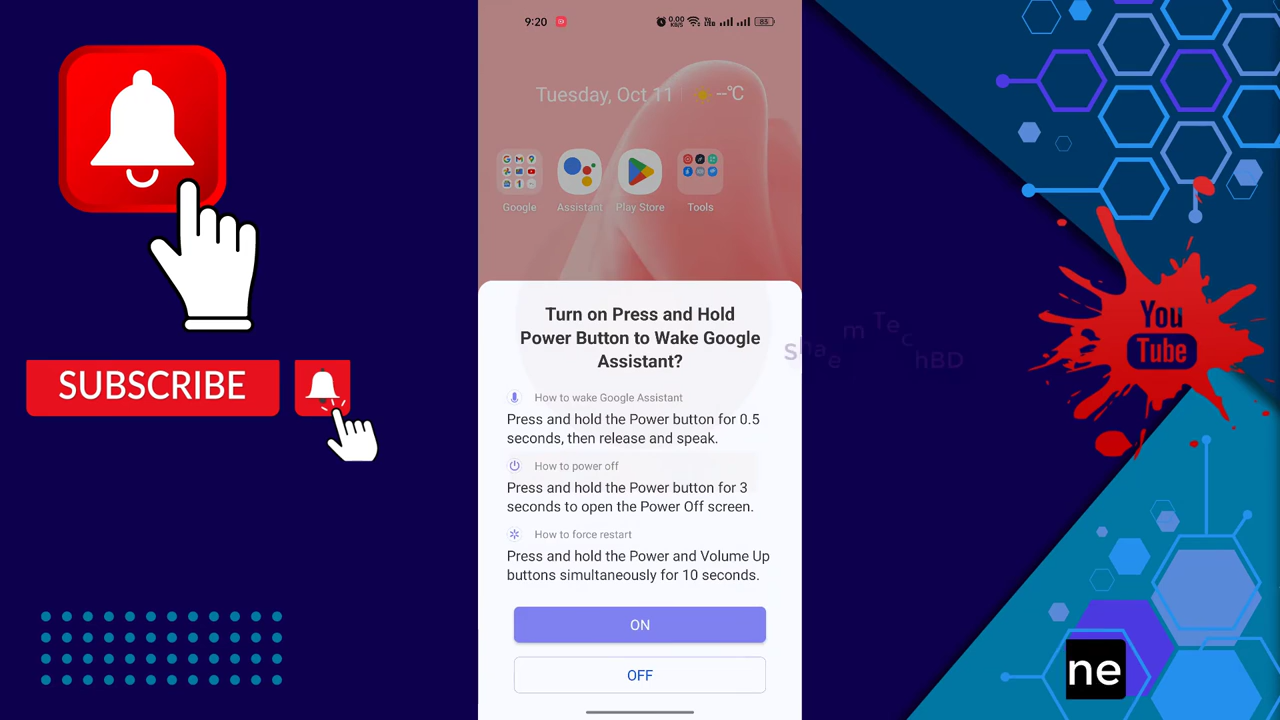 9:20
0.00
KB/S
85
Tuesday, Oct 11
--°C
Google
Assistant
Play Store
Tools
Turn on Press and Hold
Power Button to Wake Google
Assistant?
How to wake Google Assistant
Press and hold the Power button for 0.5
seconds, then release and speak.
How to power off
Press and hold the Power button for 3
seconds to open the Power Off screen.
How to force restart
Press and hold the Power and Volume Up
buttons simultaneously for 10 seconds.
ON
OFF
SUBSCRIBE
You
Tube
ne